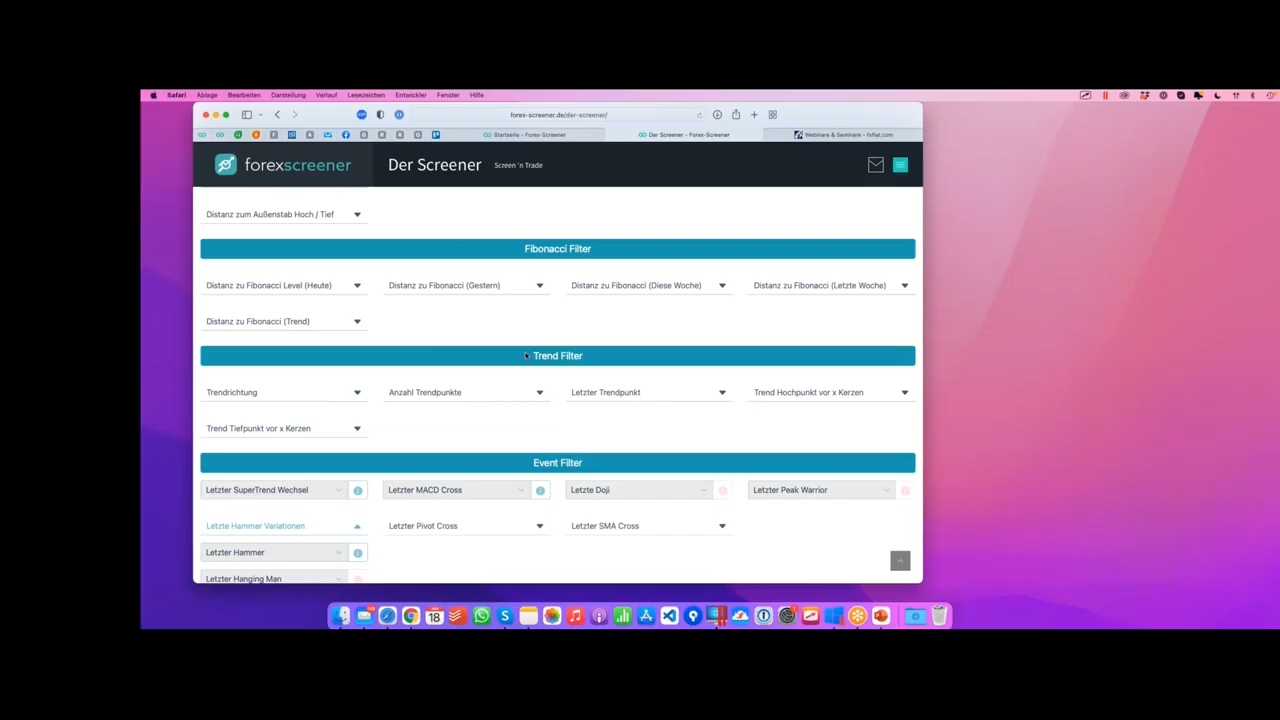 Safari Ablage Bearbeiten Darstellung Verlauf Lesezeichen Entwickler Fenster Hilfe
forex-screener.de/der-screener/
Startseite - Forex-Screener Der Screener - Forex-Screener Webinare & Seminare - fxflat.com
forexscreener Der Screener Screen 'n Trade
Distanz zum Außenstab Hoch / Tief
Fibonacci Filter
Distanz zu Fibonacci Level (Heute) Distanz zu Fibonacci (Gestern) Distanz zu Fibonacci (Diese Woche) Distanz zu Fibonacci (Letzte Woche)
Distanz zu Fibonacci (Trend)
Trend Filter
Trendrichtung Anzahl Trendpunkte Letzter Trendpunkt Trend Hochpunkt vor x Kerzen
Trend Tiefpunkt vor x Kerzen
Event Filter
Letzter SuperTrend Wechsel Letzter MACD Cross Letzte Doji Letzter Peak Warrior
Letzte Hammer Variationen Letzter Pivot Cross Letzter SMA Cross
Letzter Hammer
Letzter Hanging Man
18